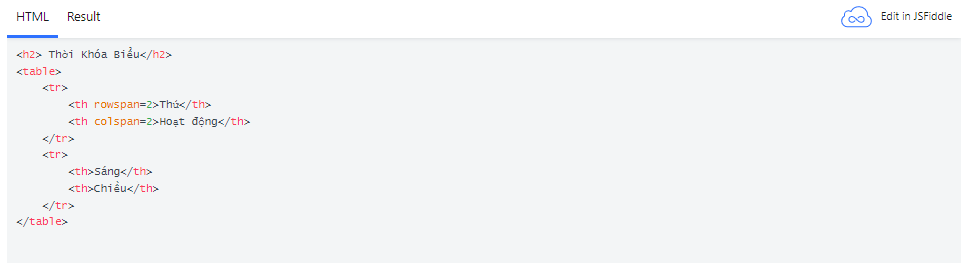 HTML Result Edit in JSFiddle
<h2> Thời Khóa Biểu</h2>
<table>
    <tr>
        <th rowspan=2>Thứ</th>
        <th colspan=2>Hoạt động</th>
    </tr>
    <tr>
        <th>Sáng</th>
        <th>Chiều</th>
    </tr>
</table>